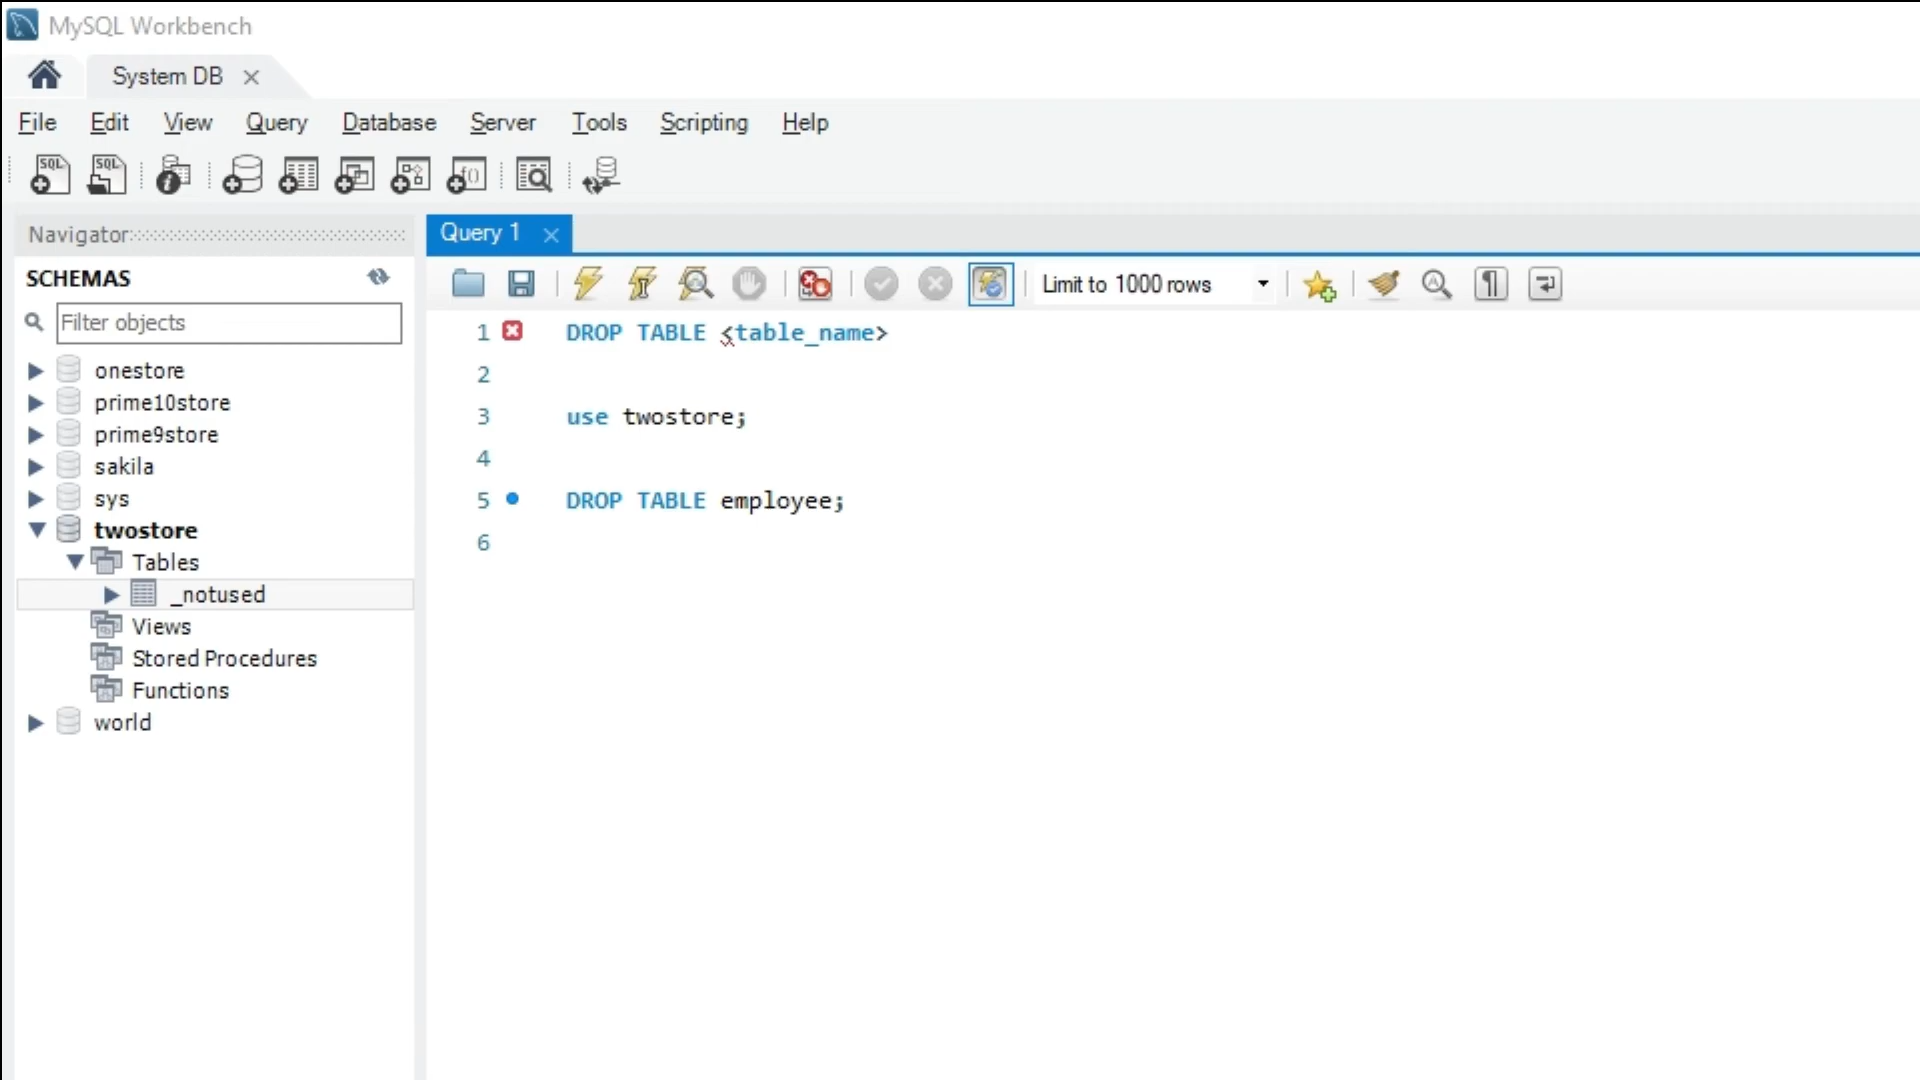 MySQL Workbench
System DB
File Edit View Query Database Server Tools Scripting Help
SQL SQL
Navigator
Query 1
SCHEMAS
Limit to 1000 rows
Filter objects
onestore
prime10store
prime9store
sakila
sys
twostore
Tables
_notused
Views
Stored Procedures
Functions
world
1 DROP TABLE <table_name>
2
3 use twostore;
4
5 DROP TABLE employee;
6